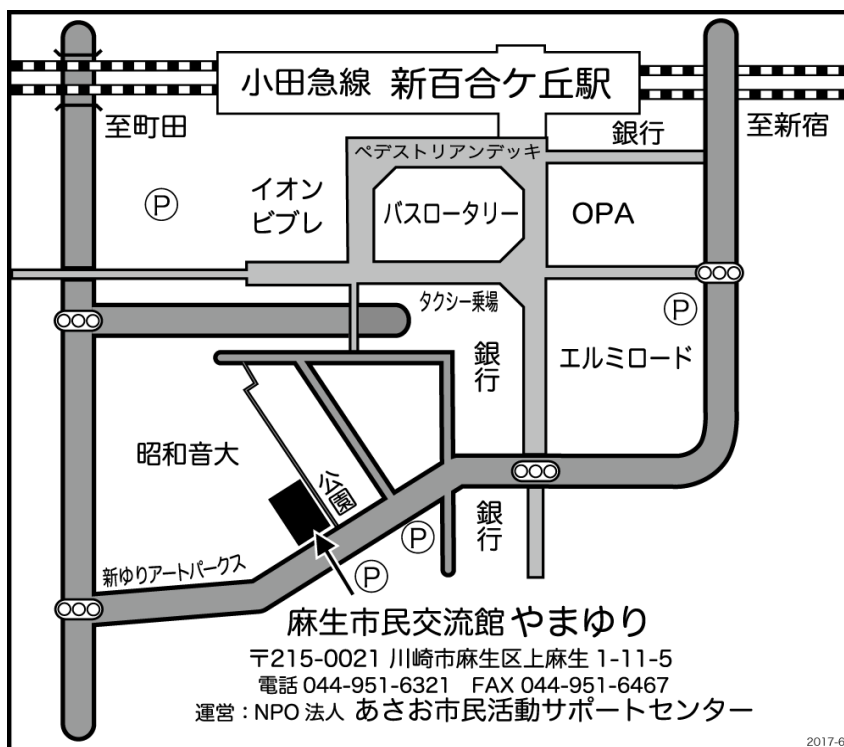 小田急線 新百合ケ丘駅
至町田
至新宿
銀行
ペデストリアンデッキ
イオン
ビブレ
Ⓟ
バスロータリー
OPA
タクシー乗場
Ⓟ
銀行
エルミロード
昭和音大
公園
銀行
Ⓟ
Ⓟ
新ゆりアートパークス
麻生市民交流館 やまゆり
〒215-0021 川崎市麻生区上麻生 1-11-5
電話 044-951-6321 FAX 044-951-6467
運営：NPO 法人 あさお市民活動サポートセンター
2017-6